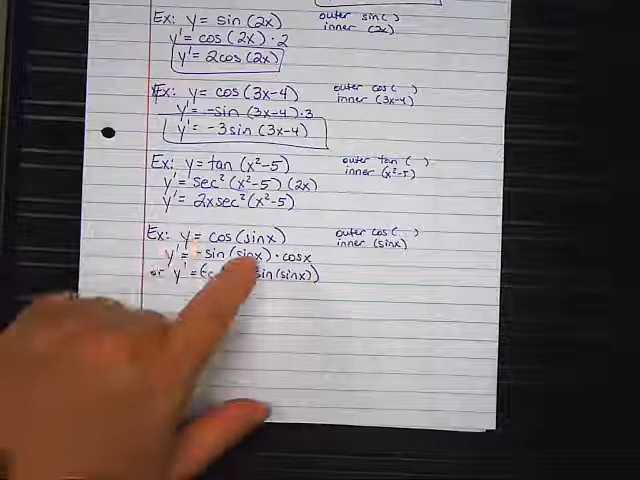 Ex: y = sin (2x) outer sin ( )
inner (2x)
y' = cos (2x) · 2
y' = 2cos (2x)
Ex: y = cos (3x-4) outer cos ( )
inner (3x-4)
y' = -sin (3x-4) · 3
y' = -3sin (3x-4)
Ex: y = tan (x²-5) outer tan ( )
inner (x²-5)
y' = sec² (x²-5) (2x)
y' = 2xsec² (x²-5)
Ex: y = cos (sinx) outer cos ( )
inner (sinx)
y' = -sin (sinx) · cosx
or y' = sin (sinx))